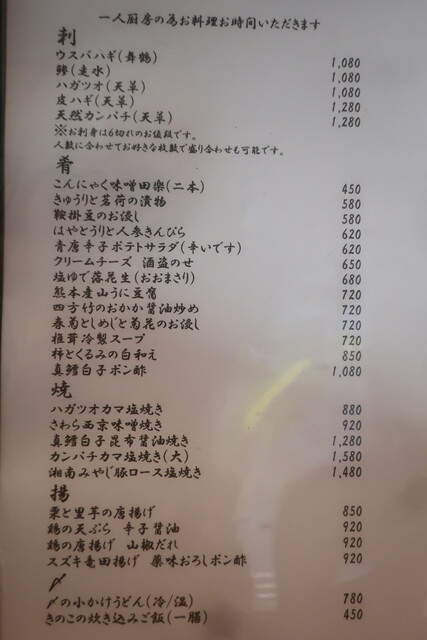 一人厨房の為お料理お時間いただきます
刺
ウスバハギ(舞鶴) 1,080
鯵(走水) 1,080
ハガツオ(天草) 1,080
皮ハギ(天草) 1,280
天然カンパチ(天草) 1,280
※お刺身は6切れのお値段です。
人数に合わせてお好きな枚数で盛り合わせも可能です。
肴
こんにゃく味噌田楽(二本) 450
きゅうりと茗荷の漬物 580
鞍掛豆のお浸し 580
はやとうりと人参きんぴら 620
青唐辛子ポテトサラダ(辛いです) 620
クリームチーズ 酒盗のせ 650
塩ゆで落花生(おおまさり) 680
熊本産山うに豆腐 720
四方竹のおかか醤油炒め 720
春菊としめじと菊花のお浸し 720
椎茸冷製スープ 720
柿とくるみの白和え 850
真鱈白子ポン酢 1,080
焼
ハガツオカマ塩焼き 880
さわら西京味噌焼き 920
真鱈白子昆布醤油焼き 1,280
カンパチカマ塩焼き(大) 1,580
湘南みやじ豚ロース塩焼き 1,480
揚
栗と里芋の唐揚げ 850
鶏の天ぷら 辛子醤油 920
鶏の唐揚げ 山椒だれ 920
スズキ竜田揚げ 薬味おろしポン酢 920
〆
〆の小かけうどん(冷/温) 780
きのこの炊き込みご飯(一膳) 450